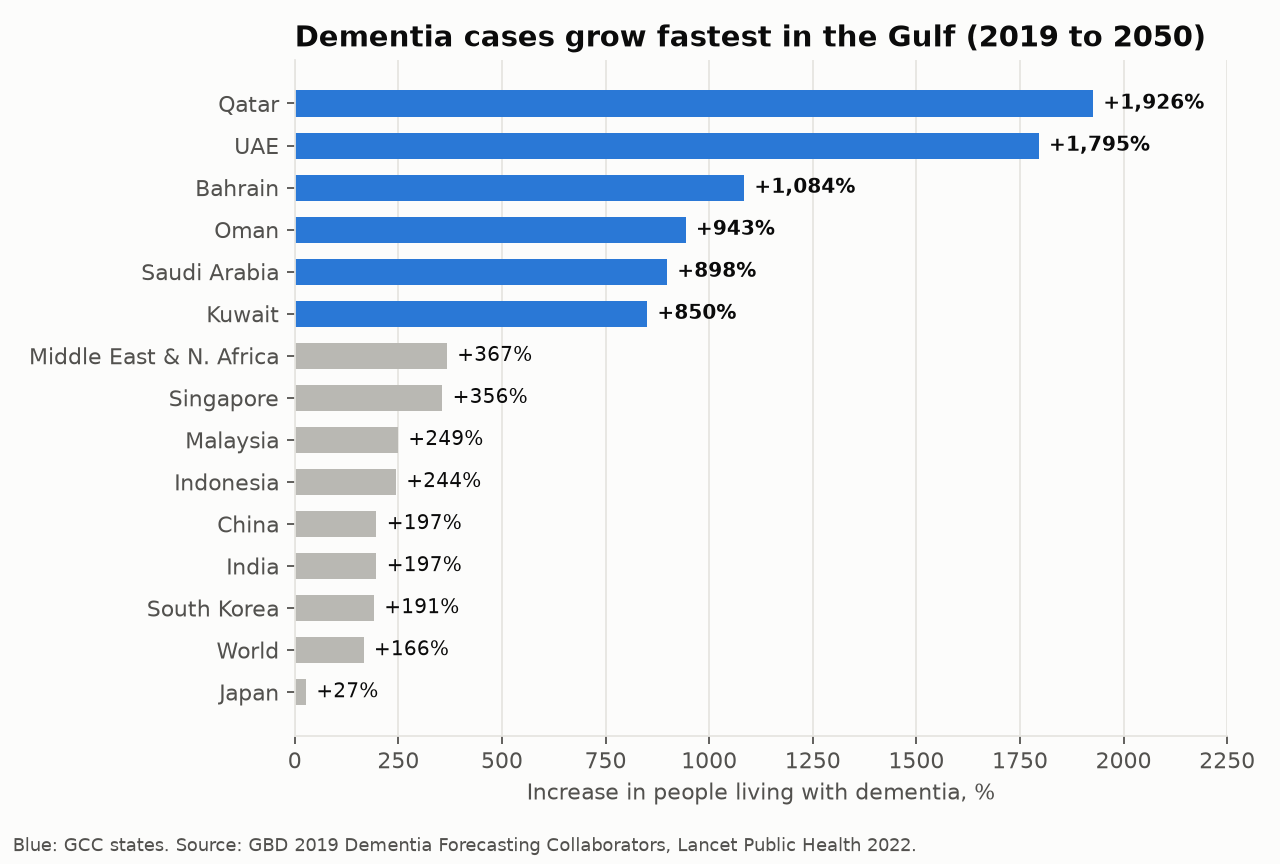 Dementia cases grow fastest in the Gulf (2019 to 2050)
Qatar +1,926%
UAE +1,795%
Bahrain +1,084%
Oman +943%
Saudi Arabia +898%
Kuwait +850%
Middle East & N. Africa +367%
Singapore +356%
Malaysia +249%
Indonesia +244%
China +197%
India +197%
South Korea +191%
World +166%
Japan +27%
0 250 500 750 1000 1250 1500 1750 2000 2250
Increase in people living with dementia, %
Blue: GCC states. Source: GBD 2019 Dementia Forecasting Collaborators, Lancet Public Health 2022.